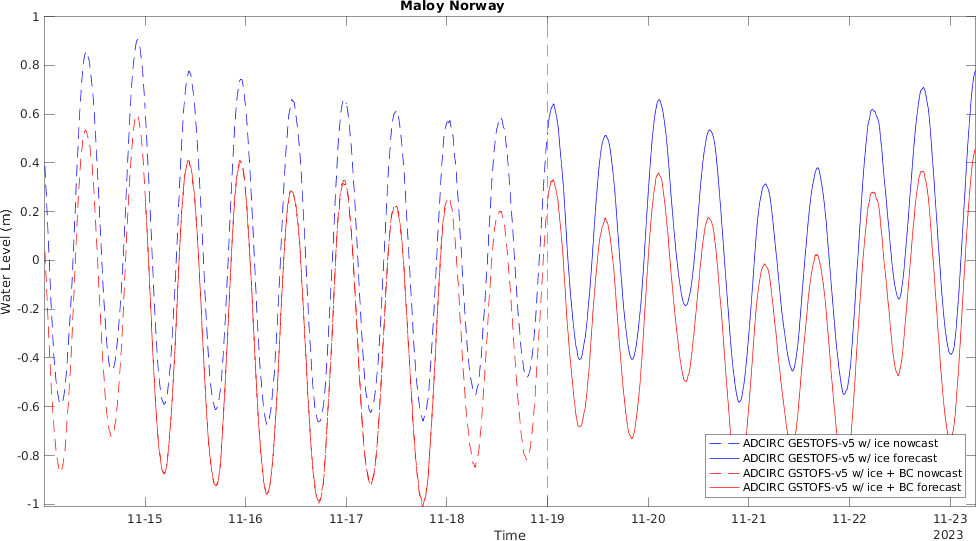 Maloy Norway
Water Level (m)
1
0.8
0.6
0.4
0.2
0
-0.2
-0.4
-0.6
-0.8
-1
ADCIRC GESTOFS-v5 w/ ice nowcast
ADCIRC GESTOFS-v5 w/ ice forecast
ADCIRC GSTOFS-v5 w/ ice + BC nowcast
ADCIRC GSTOFS-v5 w/ ice + BC forecast
11-15 11-16 11-17 11-18 11-19 11-20 11-21 11-22 11-23
Time
2023